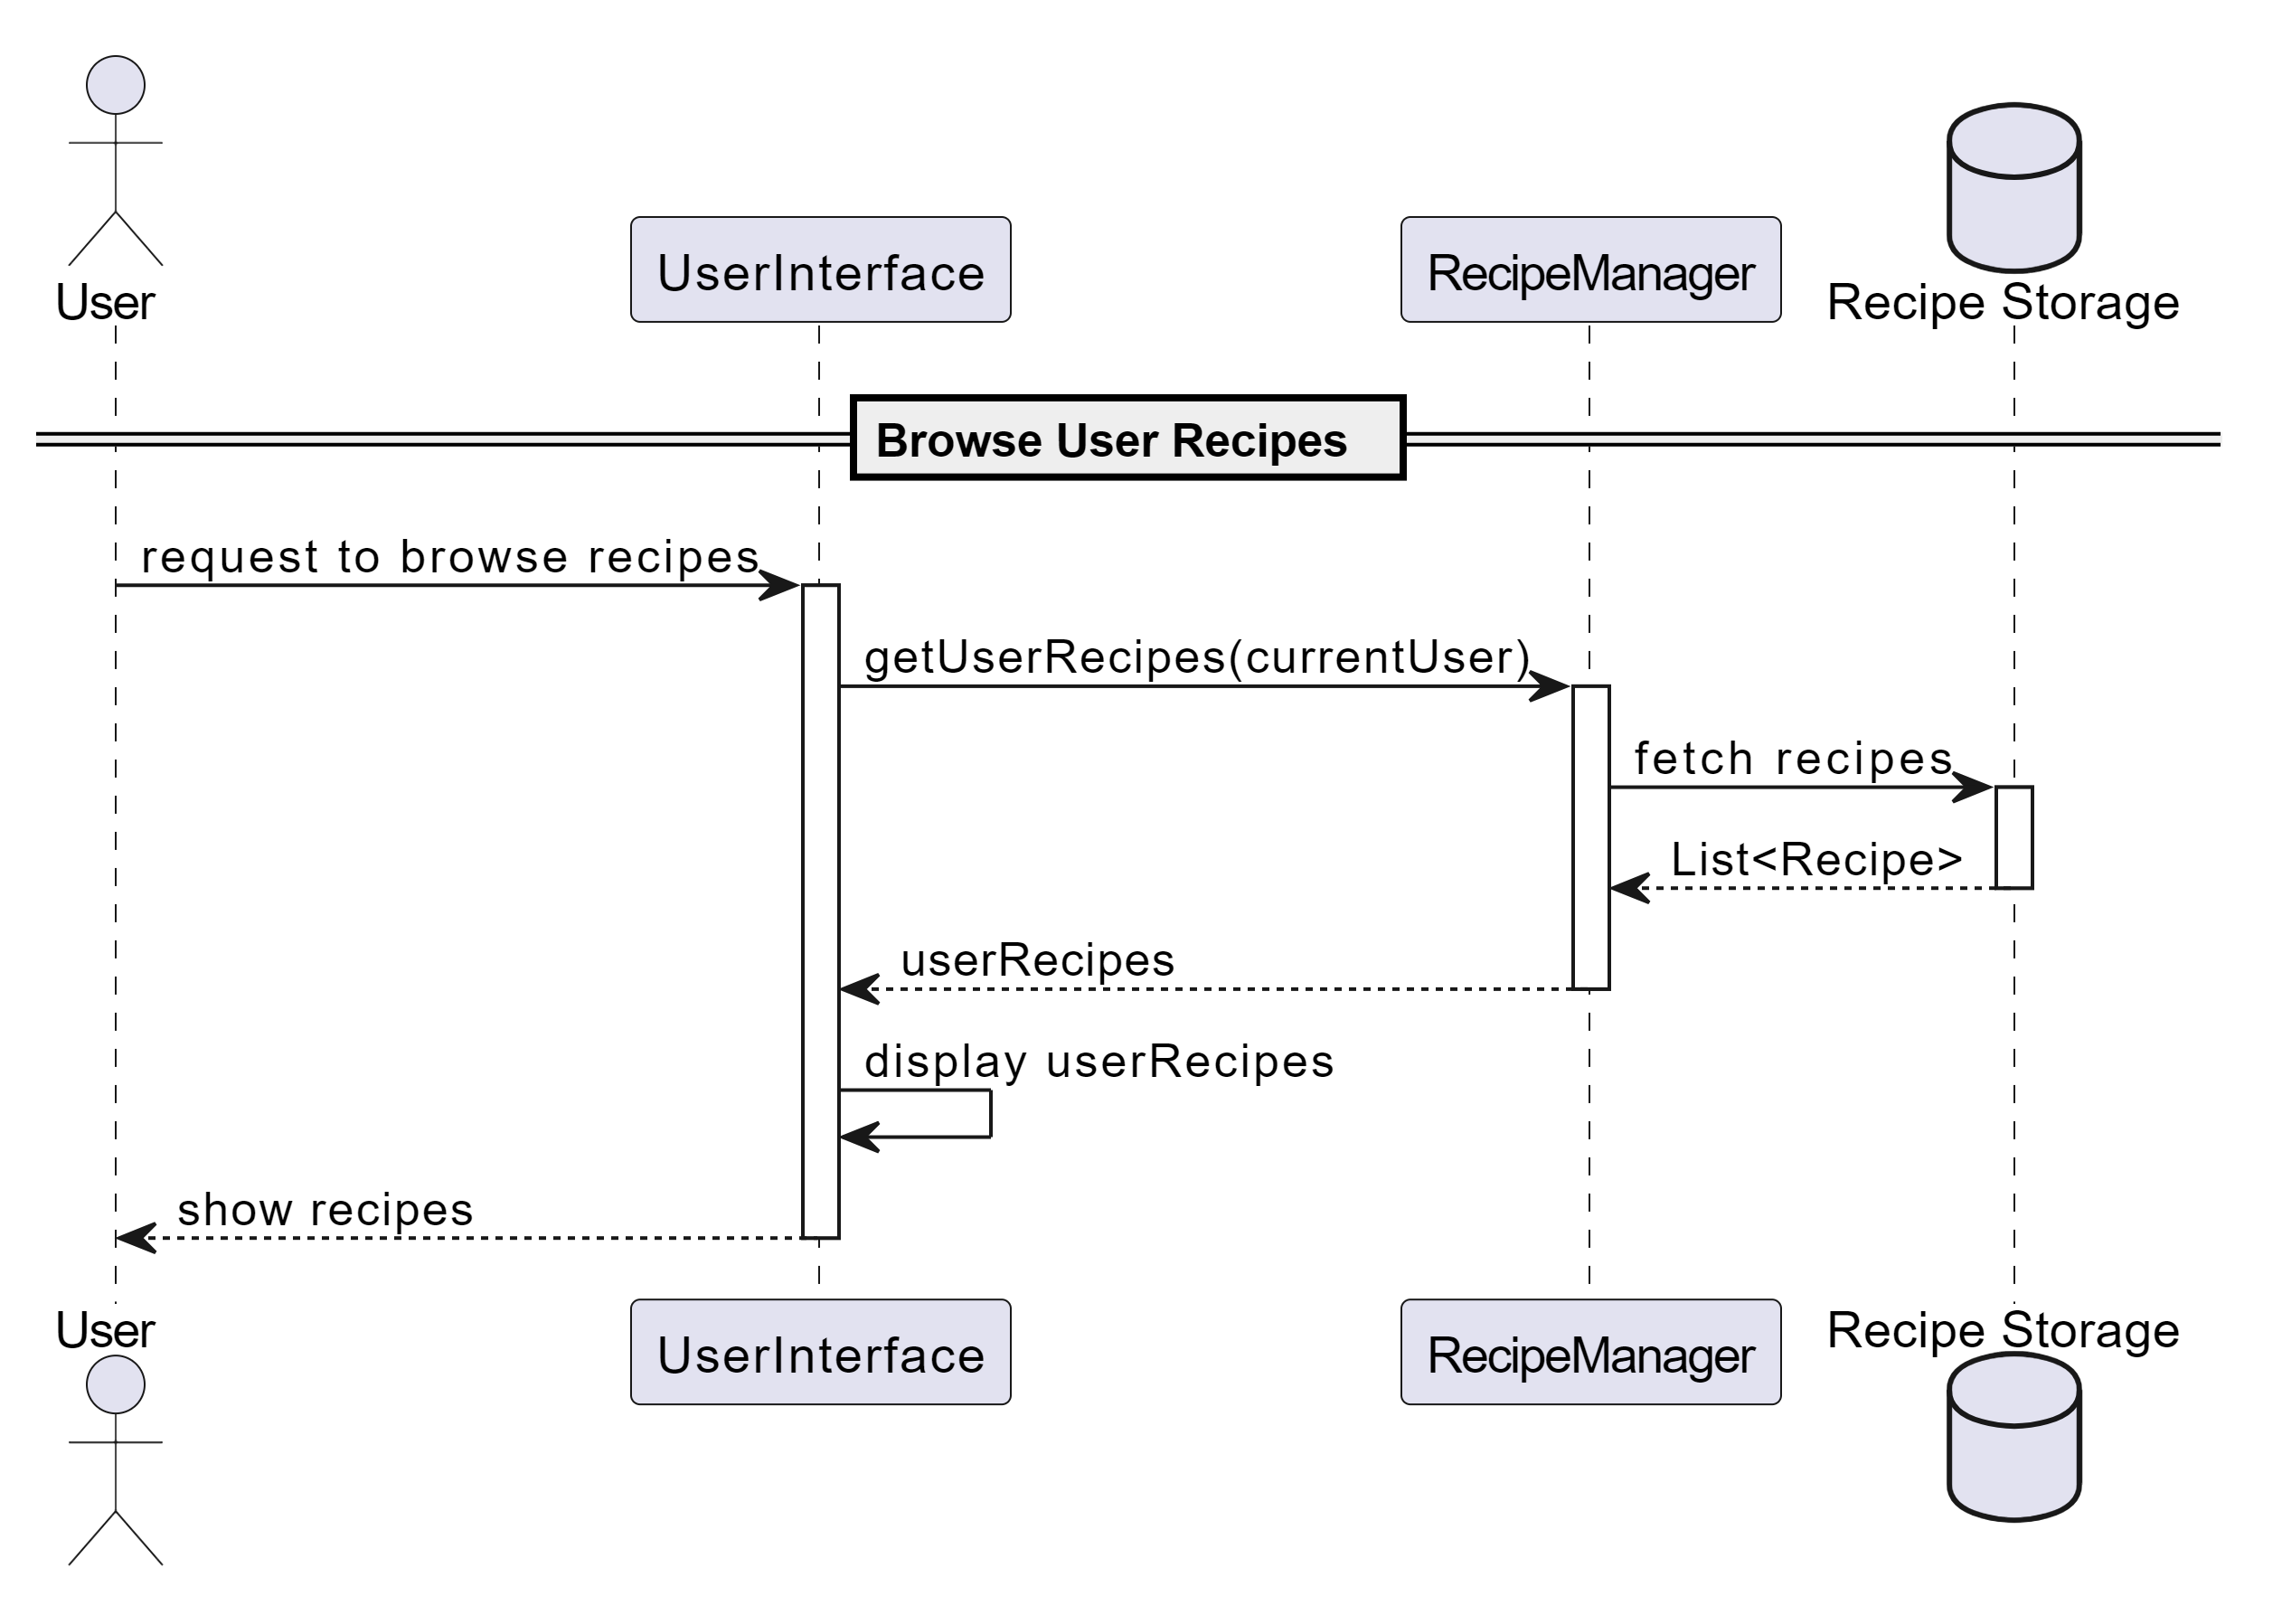 User
UserInterface
RecipeManager
Recipe Storage
Browse User Recipes
request to browse recipes
getUserRecipes(currentUser)
fetch recipes
List<Recipe>
userRecipes
display userRecipes
show recipes
User
UserInterface
RecipeManager
Recipe Storage